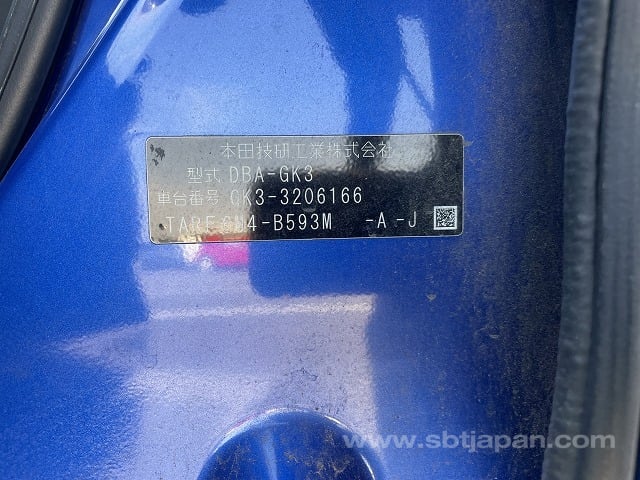 本田技研工業株式会社
型式 DBA-GK3
車台番号 GK3-3206166
B593M -A -J
www.sbtjapan.com